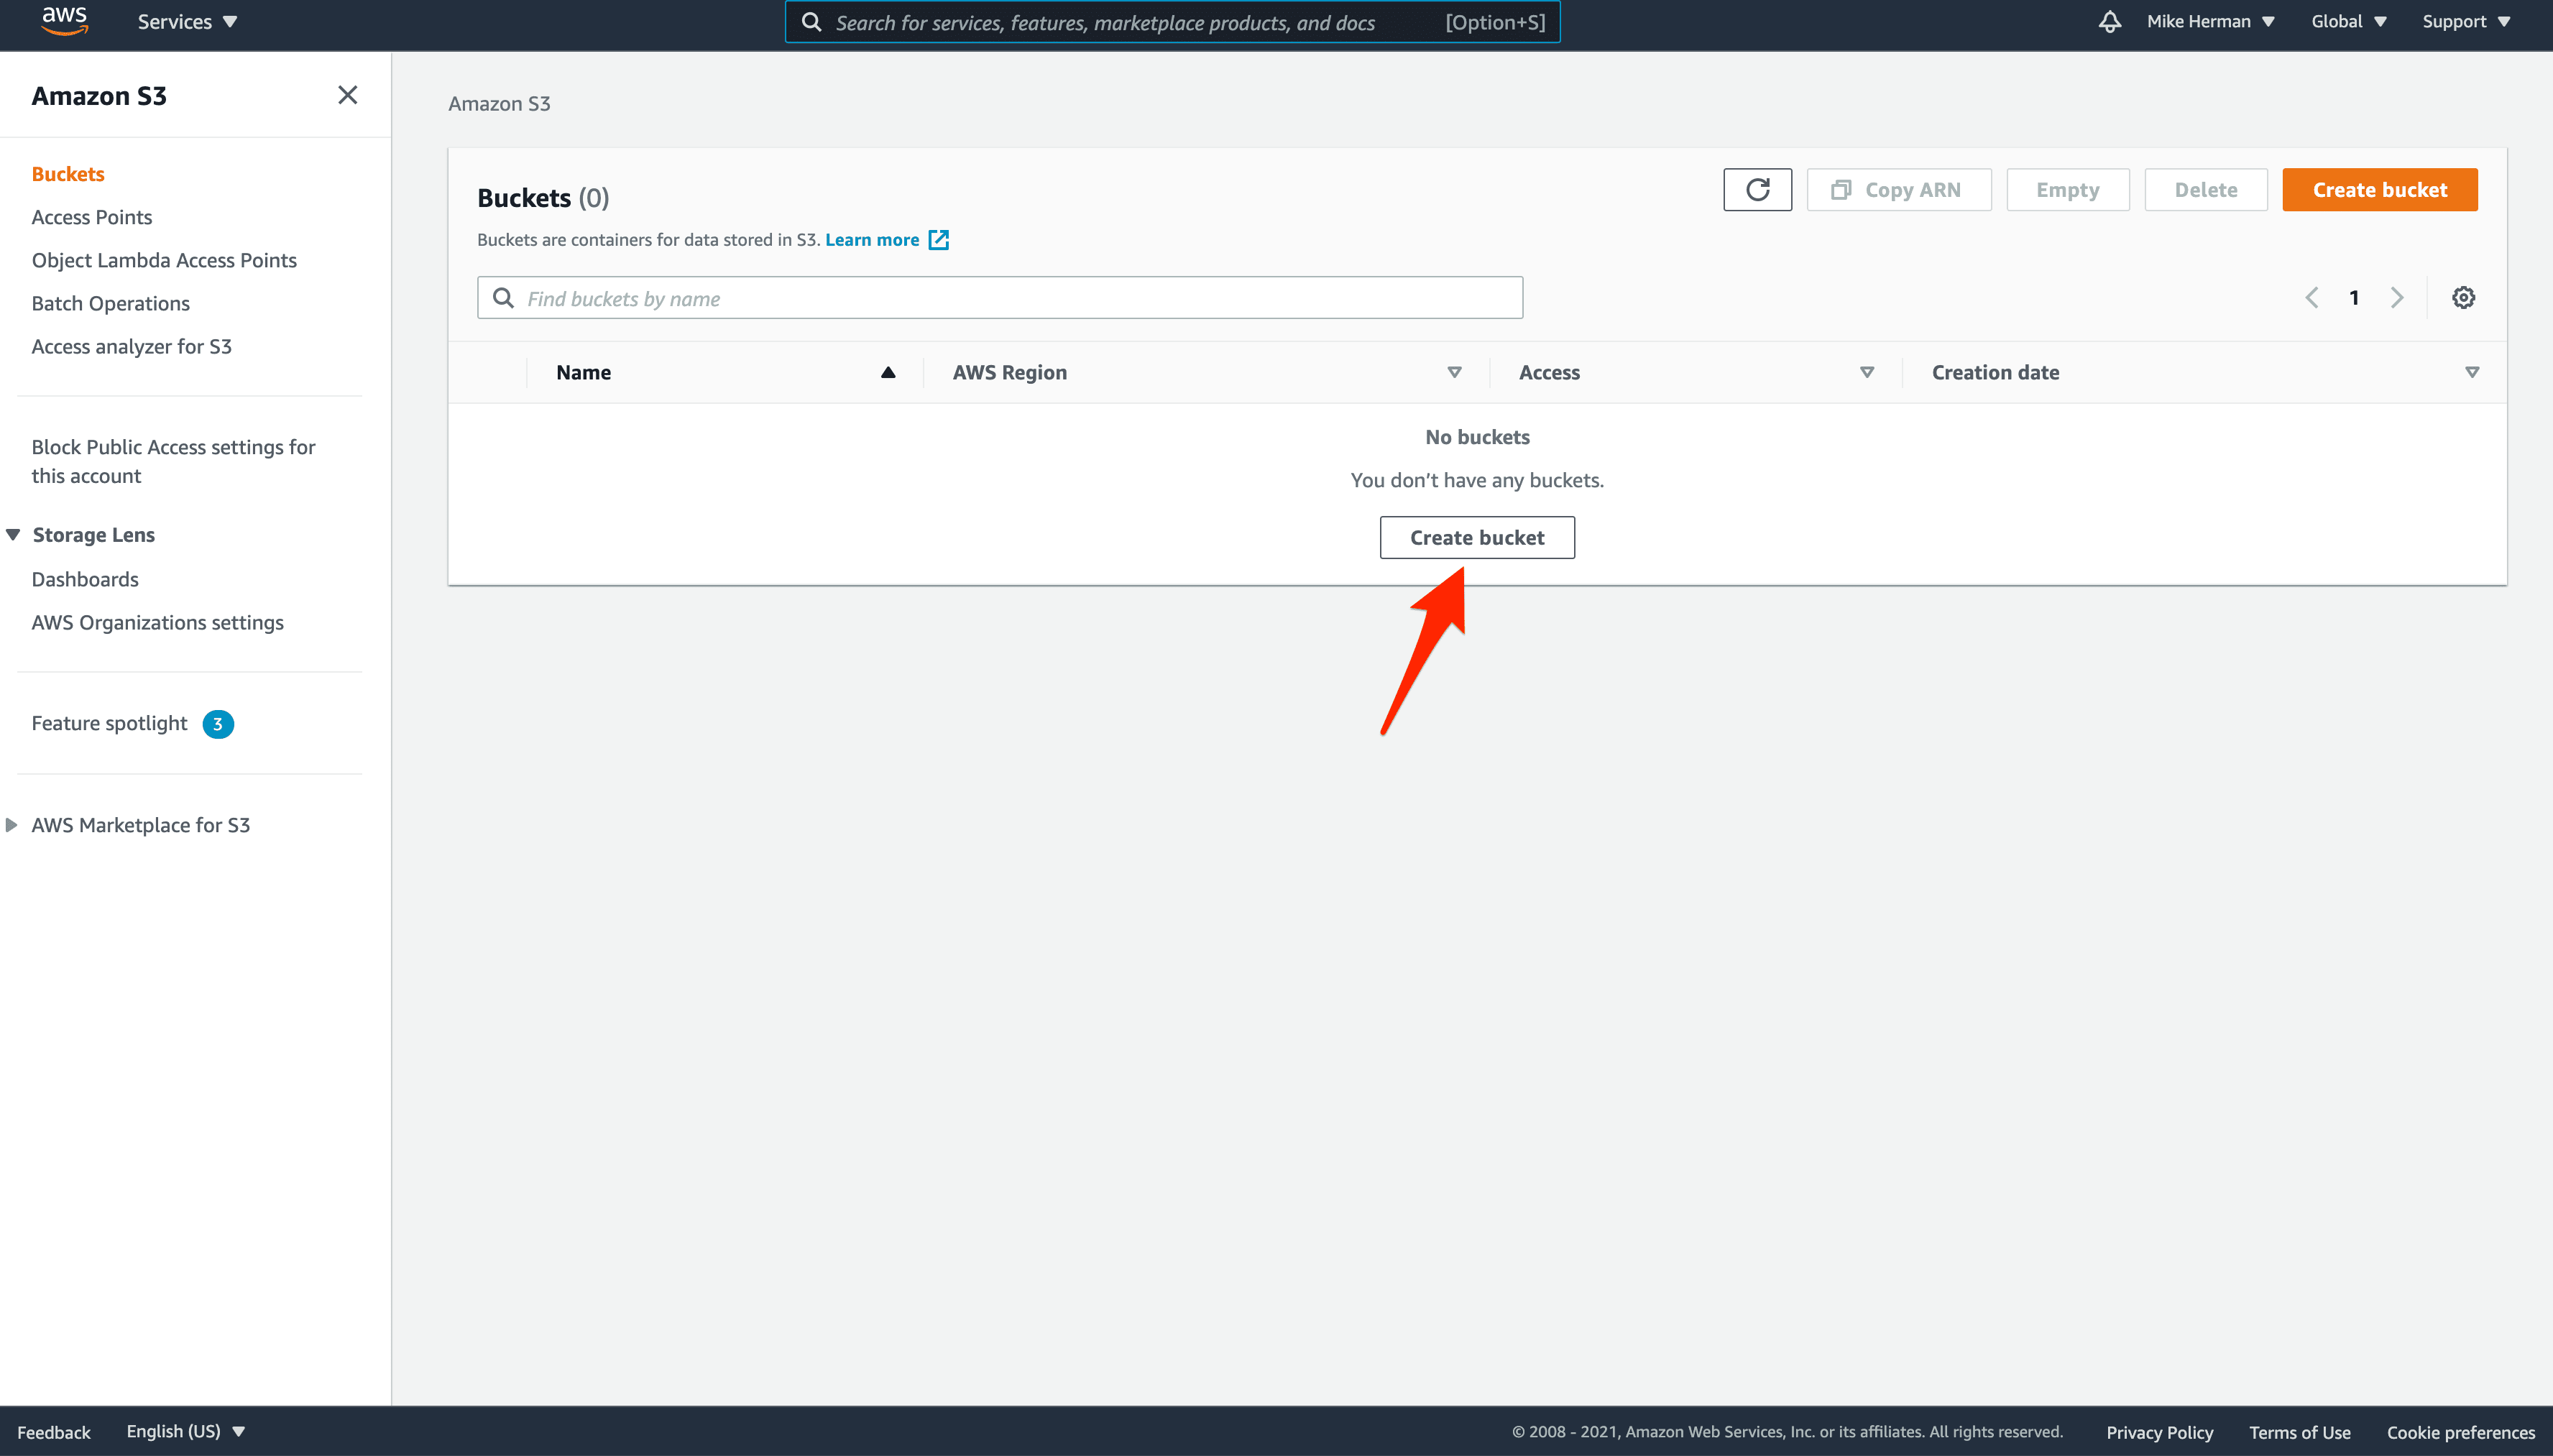 aws
Services
Search for services, features, marketplace products, and docs [Option+S]
Mike Herman
Global
Support
Amazon S3
Buckets
Access Points
Object Lambda Access Points
Batch Operations
Access analyzer for S3
Block Public Access settings for
this account
Storage Lens
Dashboards
AWS Organizations settings
Feature spotlight 3
AWS Marketplace for S3
Amazon S3
Buckets (0)
Copy ARN
Empty
Delete
Create bucket
Buckets are containers for data stored in S3. Learn more
Find buckets by name
1
Name AWS Region Access Creation date
No buckets
You don't have any buckets.
Create bucket
Feedback
English (US)
© 2008 - 2021, Amazon Web Services, Inc. or its affiliates. All rights reserved.
Privacy Policy
Terms of Use
Cookie preferences